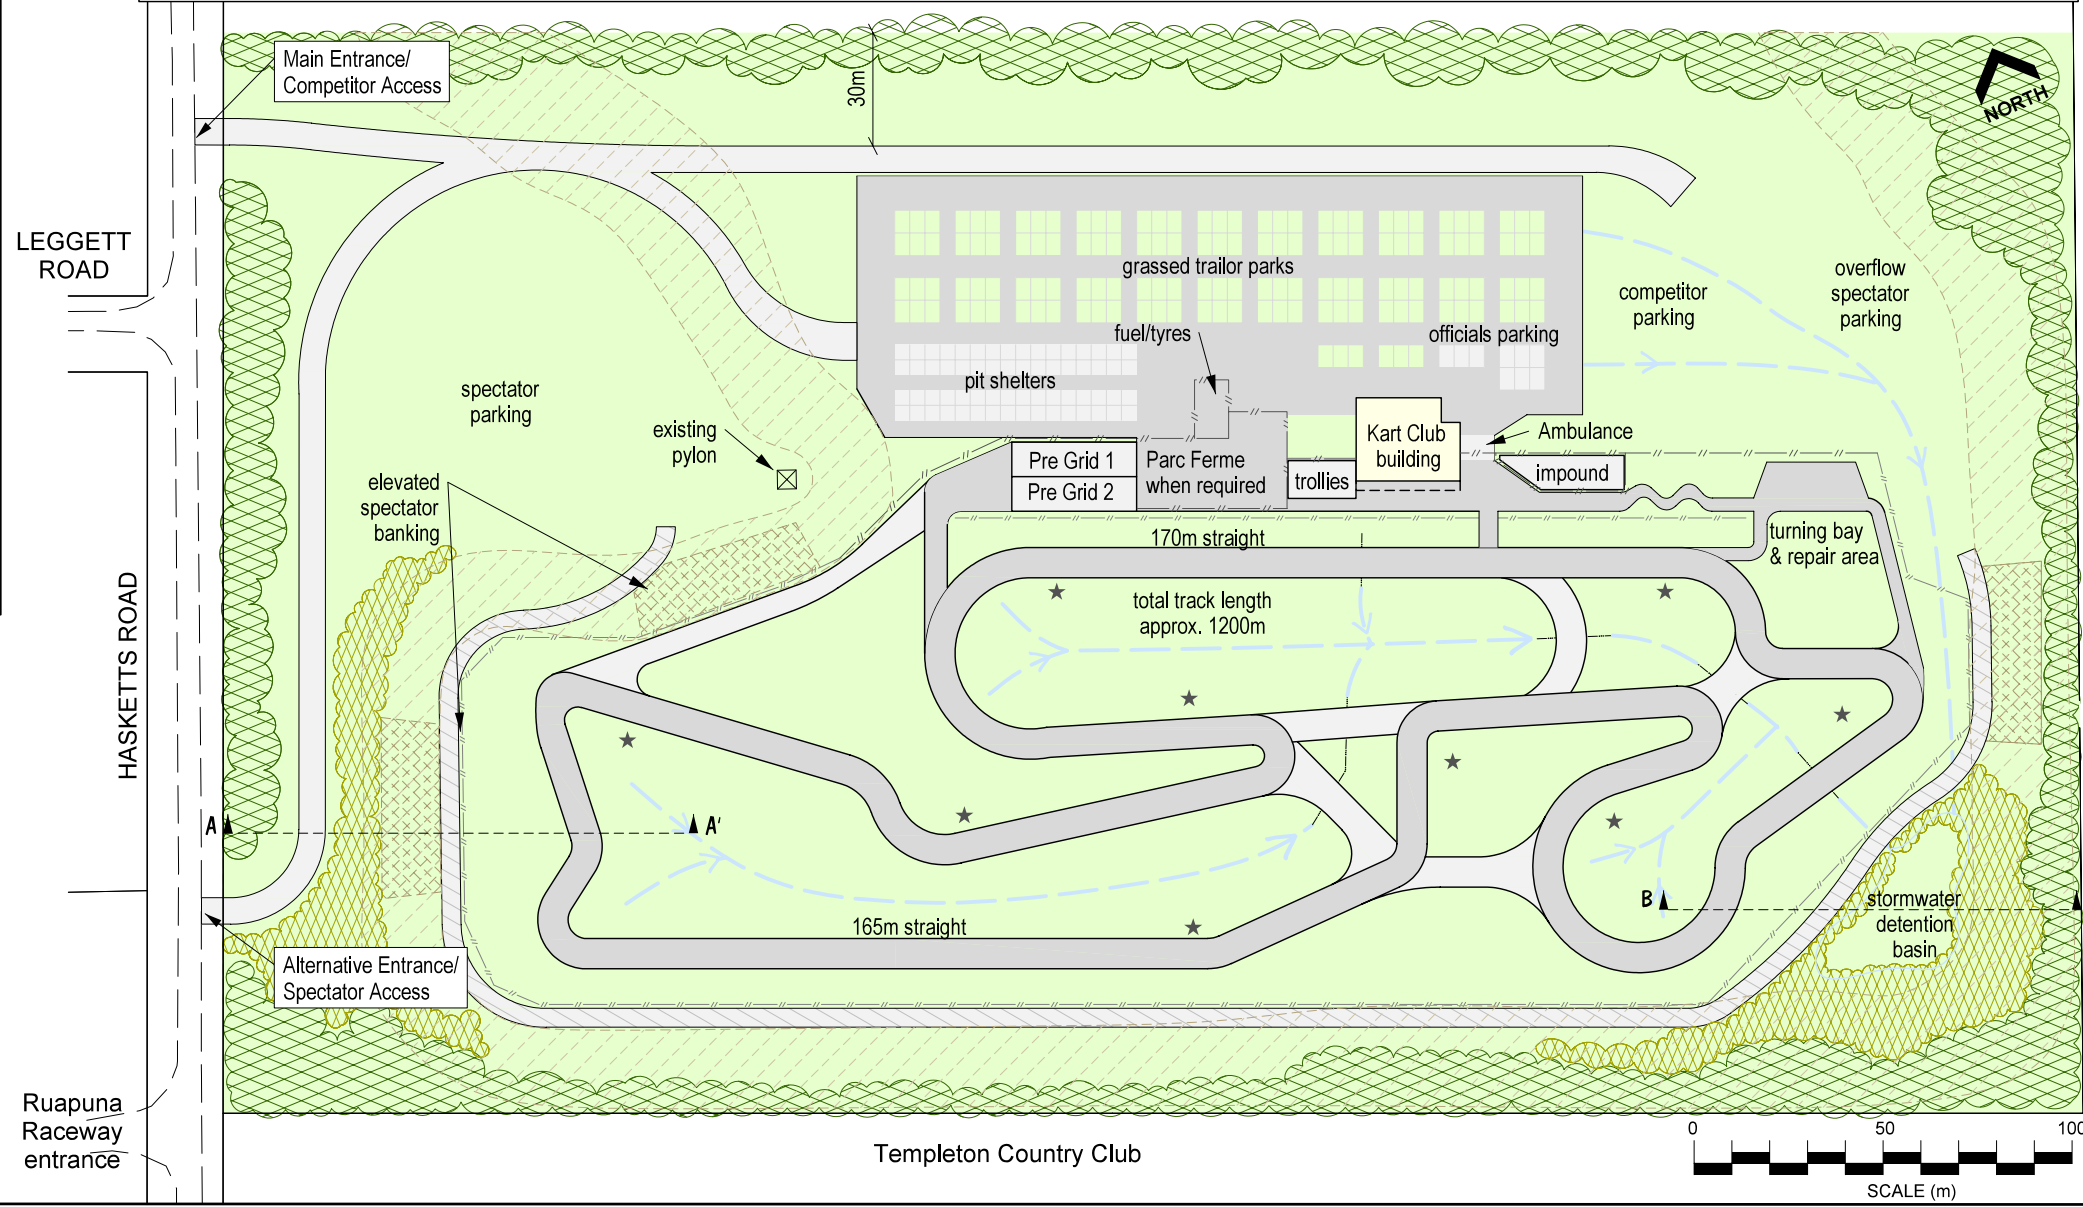 Main Entrance/
Competitor Access
30m
NORTH
LEGGETT
ROAD
grassed trailor parks
overflow
spectator
parking
competitor
parking
fuel/tyres
officials parking
pit shelters
spectator
parking
existing
pylon
Kart Club
building
Ambulance
Pre Grid 1
Pre Grid 2
Parc Ferme
when required
trollies
impound
elevated
spectator
banking
170m straight
turning bay
& repair area
total track length
approx. 1200m
HASKETTS ROAD
A
A'
B
stormwater
detention
basin
165m straight
Alternative Entrance/
Spectator Access
Ruapuna
Raceway
entrance
Templeton Country Club
0 50 100
SCALE (m)